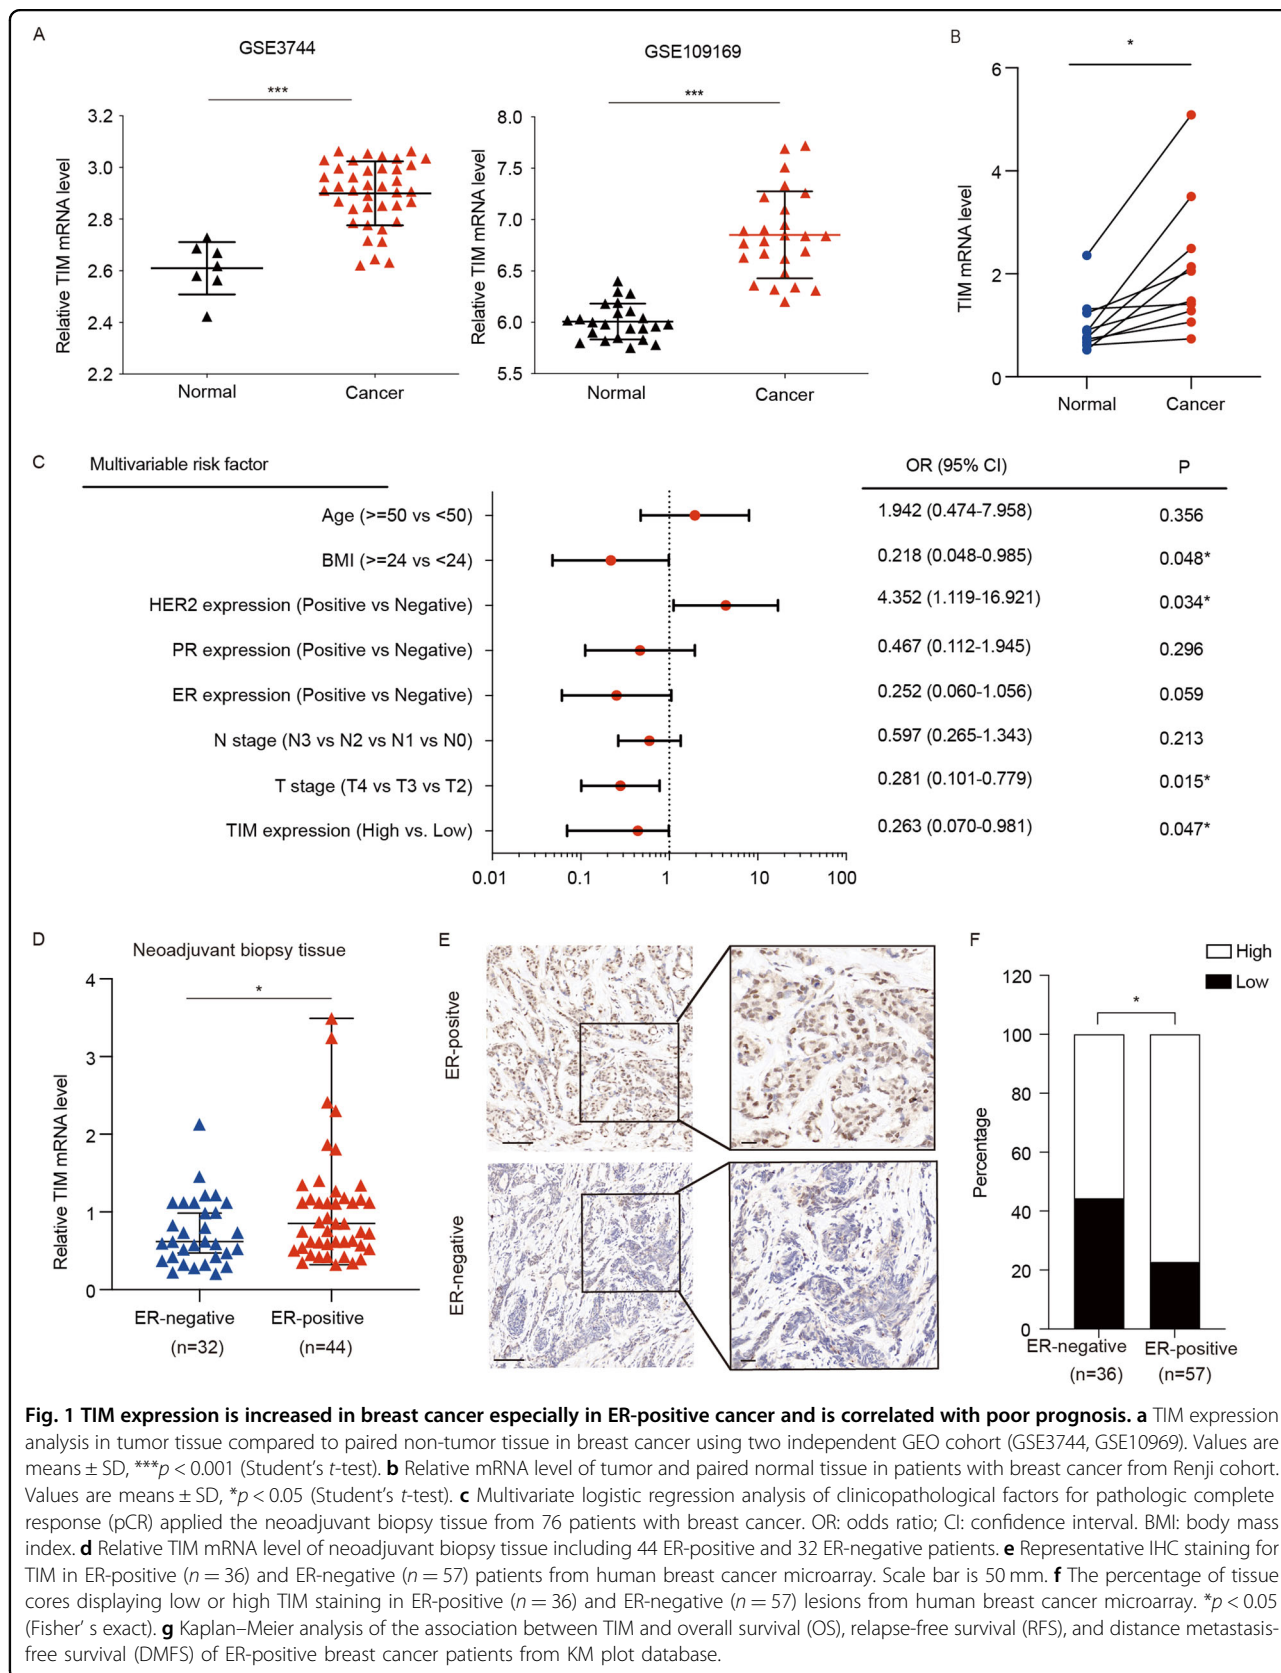 A
GSE3744
***
Relative TIM mRNA level
3.2
3.0
2.8
2.6
2.4
2.2
Normal
Cancer
GSE109169
***
Relative TIM mRNA level
8.0
7.5
7.0
6.5
6.0
5.5
Normal
Cancer
B
*
TIM mRNA level
6
4
2
0
Normal
Cancer
C
Multivariable risk factor
OR (95% CI)
P
Age (>=50 vs <50)
1.942 (0.474-7.958)
0.356
BMI (>=24 vs <24)
0.218 (0.048-0.985)
0.048*
HER2 expression (Positive vs Negative)
4.352 (1.119-16.921)
0.034*
PR expression (Positive vs Negative)
0.467 (0.112-1.945)
0.296
ER expression (Positive vs Negative)
0.252 (0.060-1.056)
0.059
N stage (N3 vs N2 vs N1 vs N0)
0.597 (0.265-1.343)
0.213
T stage (T4 vs T3 vs T2)
0.281 (0.101-0.779)
0.015*
TIM expression (High vs. Low)
0.263 (0.070-0.981)
0.047*
0.01
0.1
1
10
100
D
Neoadjuvant biopsy tissue
*
Relative TIM mRNA level
4
3
2
1
0
ER-negative
(n=32)
ER-positive
(n=44)
E
ER-positve
ER-negative
F
High
Low
*
Percentage
120
100
80
60
40
20
0
ER-negative
(n=36)
ER-positive
(n=57)
Fig. 1 TIM expression is increased in breast cancer especially in ER-positive cancer and is correlated with poor prognosis. a TIM expression
analysis in tumor tissue compared to paired non-tumor tissue in breast cancer using two independent GEO cohort (GSE3744, GSE10969). Values are
means ± SD, ***p < 0.001 (Student's t-test). b Relative mRNA level of tumor and paired normal tissue in patients with breast cancer from Renji cohort.
Values are means ± SD, *p < 0.05 (Student's t-test). c Multivariate logistic regression analysis of clinicopathological factors for pathologic complete
response (pCR) applied the neoadjuvant biopsy tissue from 76 patients with breast cancer. OR: odds ratio; CI: confidence interval. BMI: body mass
index. d Relative TIM mRNA level of neoadjuvant biopsy tissue including 44 ER-positive and 32 ER-negative patients. e Representative IHC staining for
TIM in ER-positive (n = 36) and ER-negative (n = 57) patients from human breast cancer microarray. Scale bar is 50 mm. f The percentage of tissue
cores displaying low or high TIM staining in ER-positive (n = 36) and ER-negative (n = 57) lesions from human breast cancer microarray. *p < 0.05
(Fisher' s exact). g Kaplan–Meier analysis of the association between TIM and overall survival (OS), relapse-free survival (RFS), and distance metastasis-
free survival (DMFS) of ER-positive breast cancer patients from KM plot database.